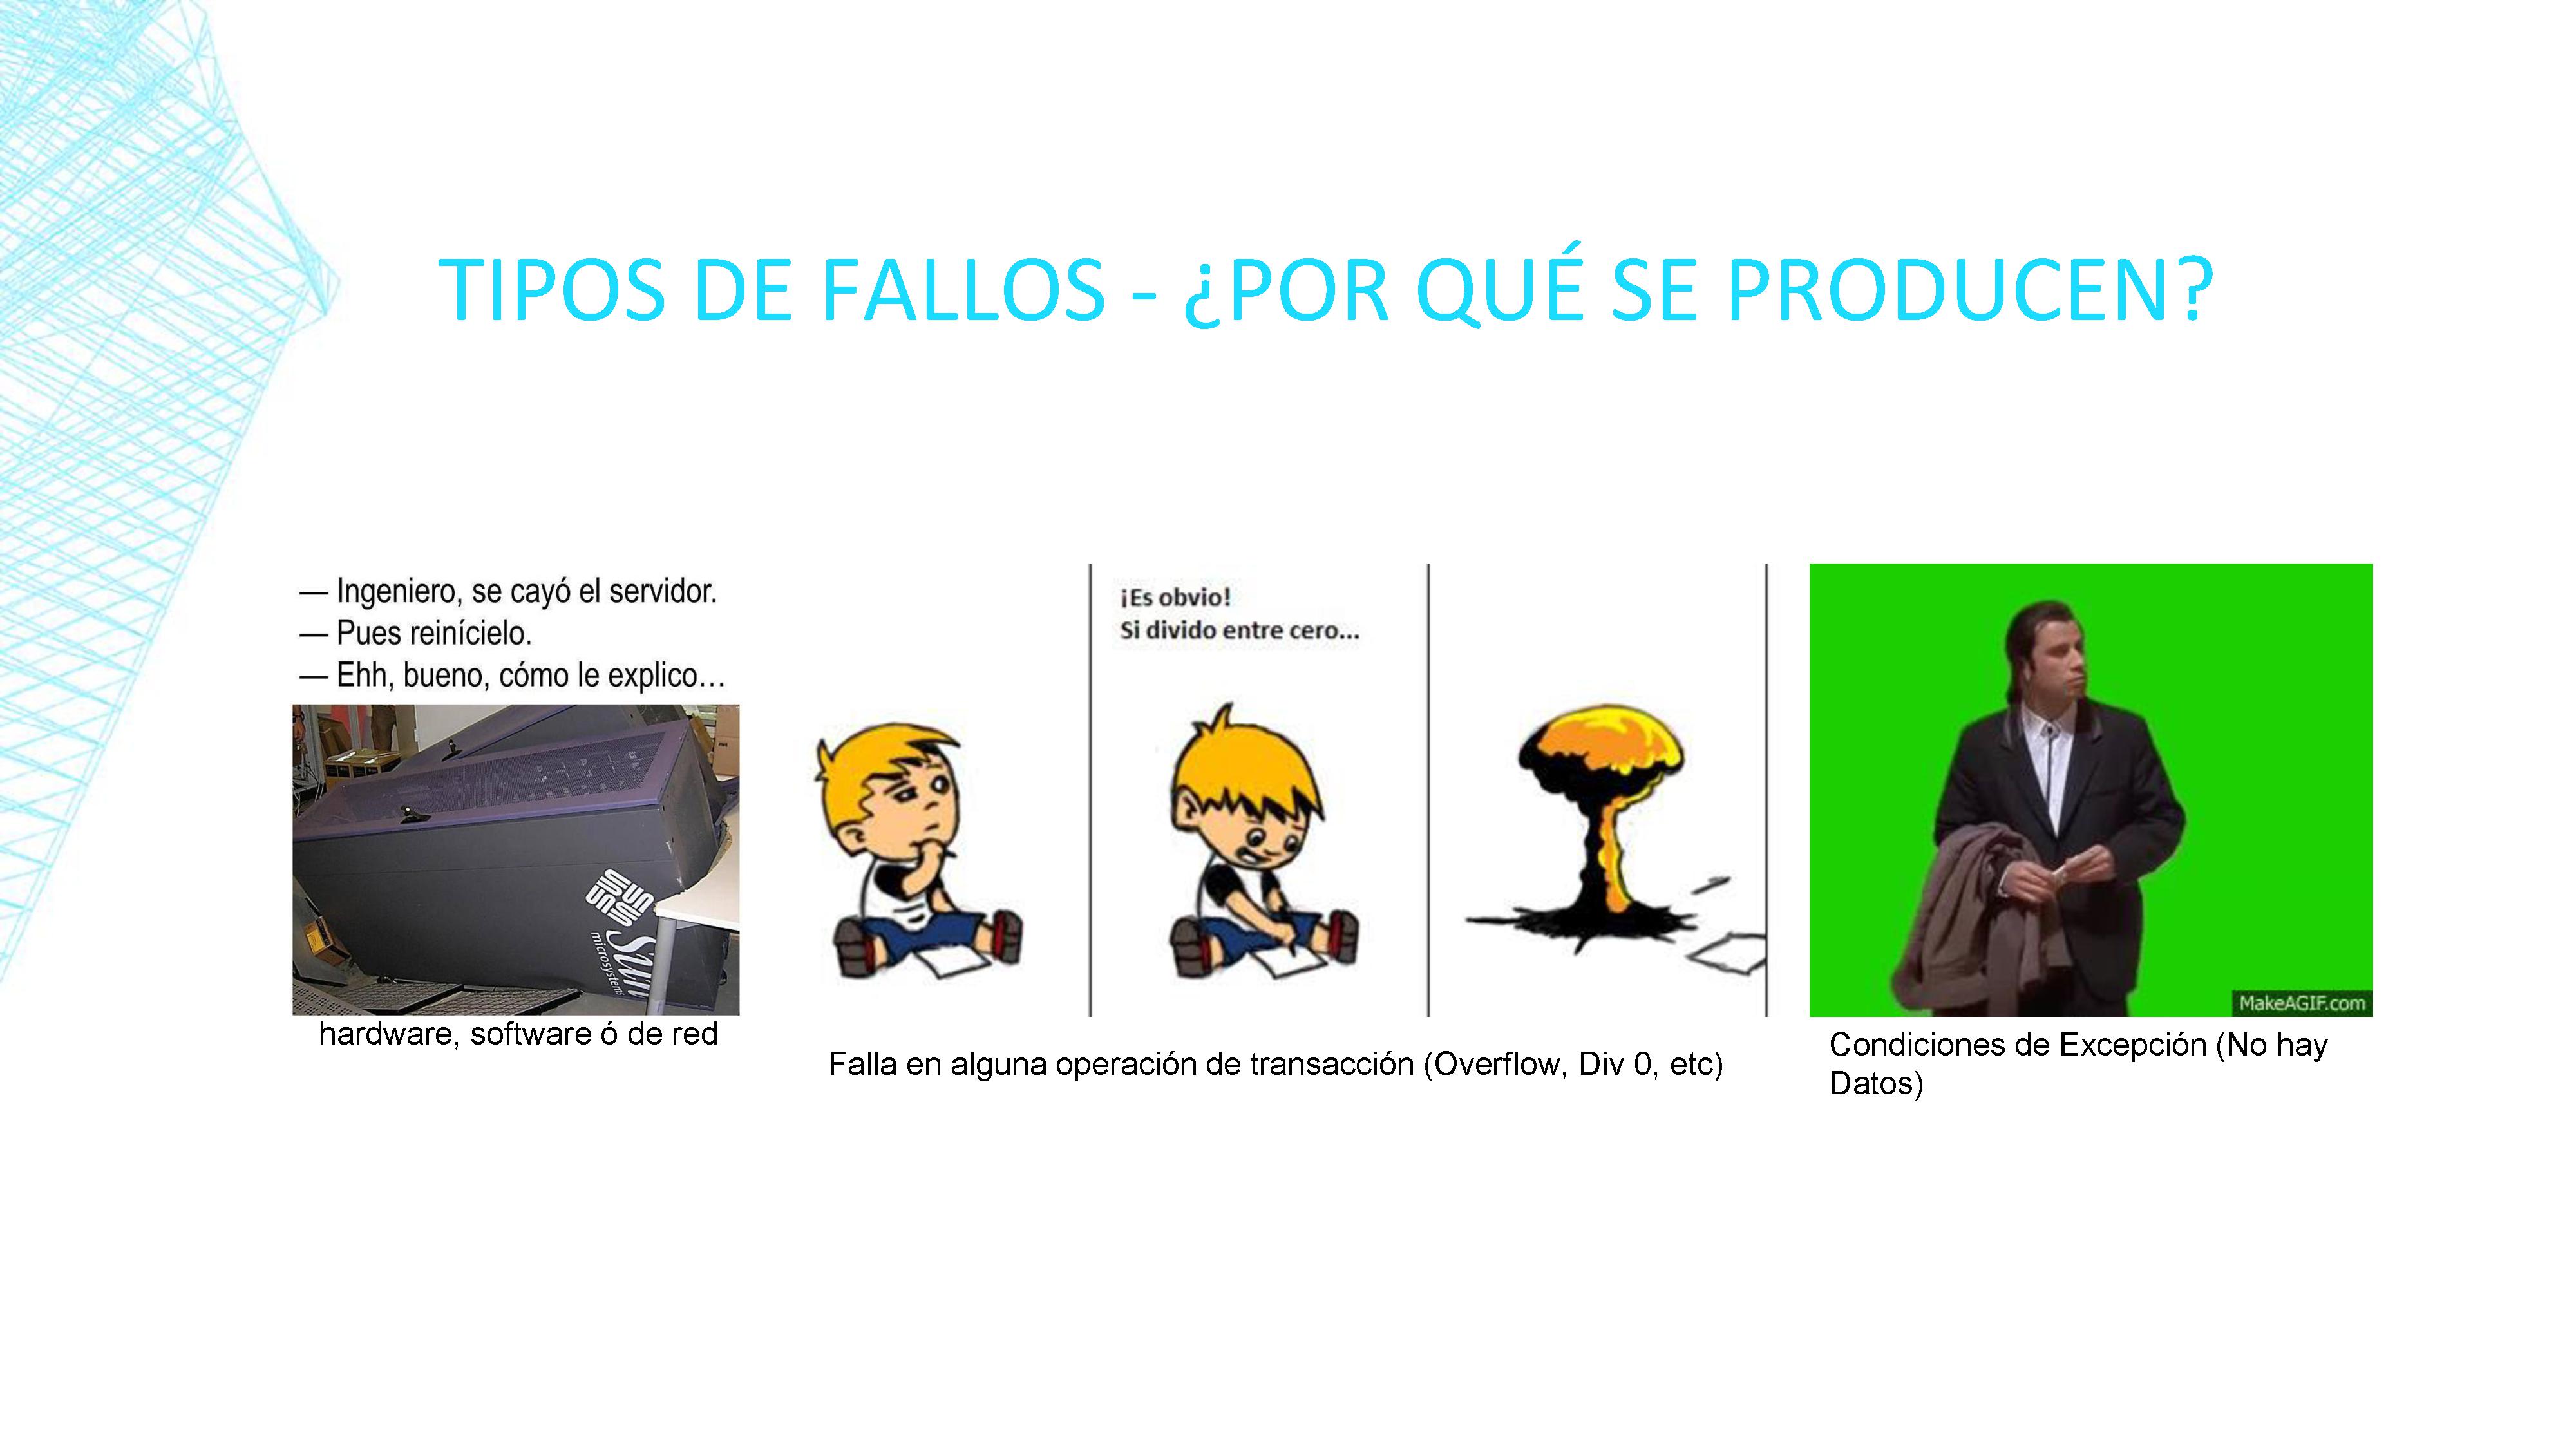 TIPOS DE FALLOS - ¿POR QUÉ SE PRODUCEN?
— Ingeniero, se cayó el servidor.
— Pues reinícielo.
— Ehh, bueno, cómo le explico…
Sun
microsystems
hardware, software ó de red
¡Es obvio!
Si divido entre cero...
Falla en alguna operación de transacción (Overflow, Div 0, etc)
MakeAGIF.com
Condiciones de Excepción (No hay
Datos)